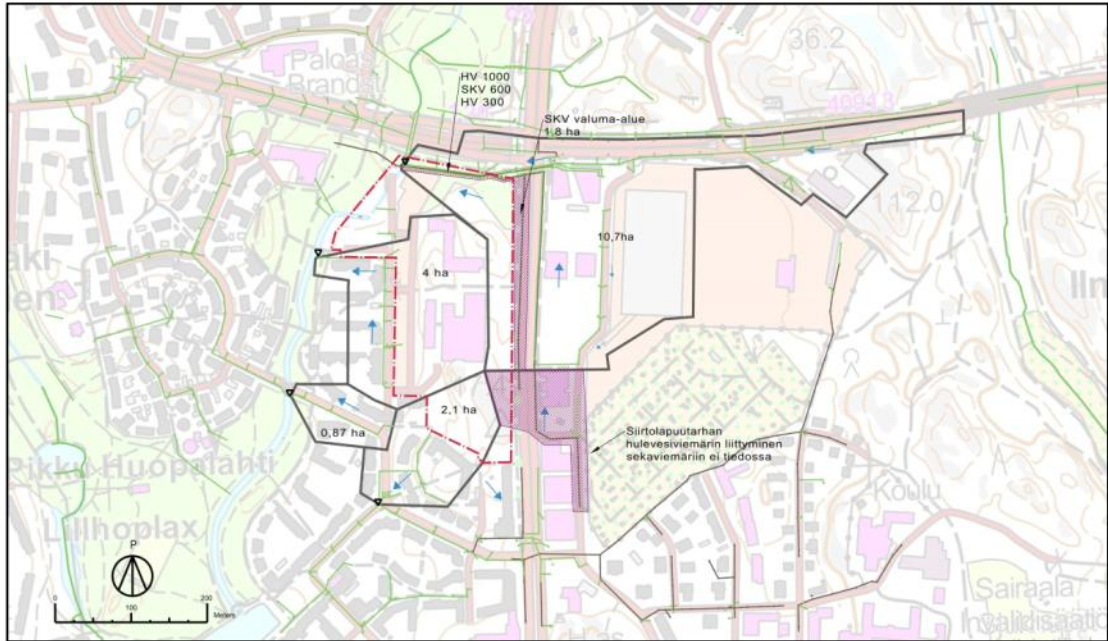 36.2
Paloas
Brandst
40913
HV 1000
SKV 600
HV 300
SKV valuma-alue
1,8 ha
112.0
10,7ha
4 ha
2,1 ha
0,87 ha
Siirtolapuutarhan
hulevesiviemärin liittyminen
sekaviemäriin ei tiedossa
Pikku Huopalahti
Lillhoplax
Koulu
P
0
100
200
Meters
Sairaala